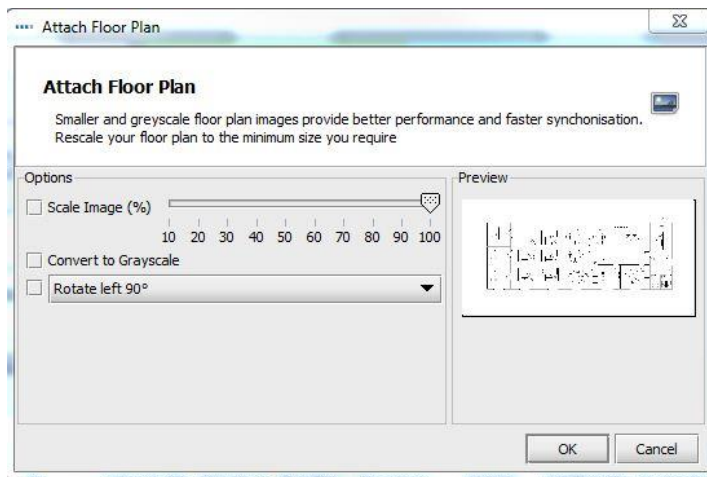 Attach Floor Plan
Attach Floor Plan
Smaller and greyscale floor plan images provide better performance and faster synchonisation.
Rescale your floor plan to the minimum size you require
Options
Scale Image (%)
10 20 30 40 50 60 70 80 90 100
Convert to Grayscale
Rotate left 90°
Preview
OK Cancel